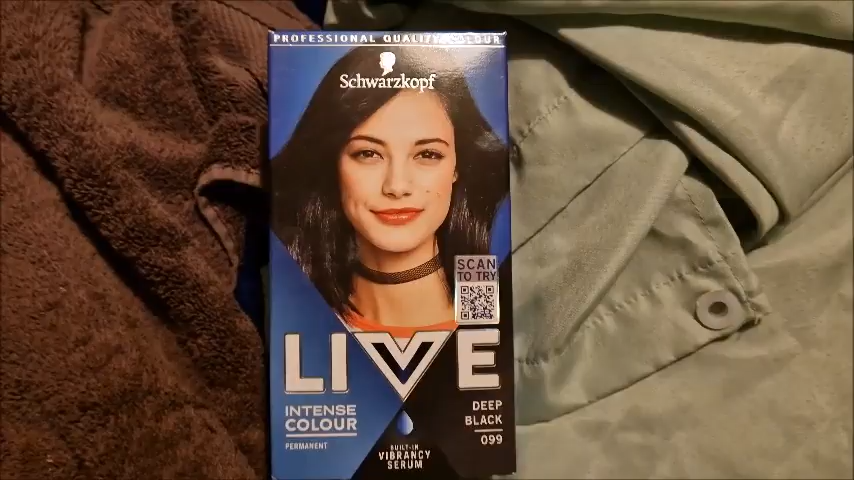 PROFESSIONAL QUALITY COLOUR
Schwarzkopf
SCAN
TO TRY
LIVE
INTENSE
COLOUR
PERMANENT
DEEP
BLACK
099
BUILT-IN
VIBRANCY
SERUM